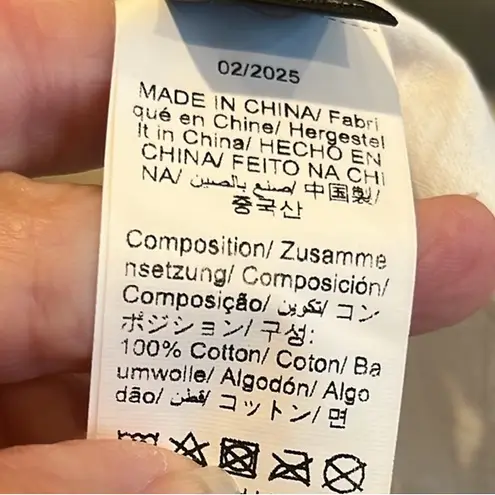 02/2025
MADE IN CHINA/ Fabri
qué en Chine/ Hergestel
lt in China/ HECHO EN
CHINA/ FEITO NA CHI
NA/ صنع بالصين/ 中国製/
중국산
Composition/ Zusamme
nsetzung/ Composición/
Composição/ تكوين/ コン
ポジション/ 구성:
100% Cotton/ Coton/ Ba
umwolle/ Algodón/ Algo
dão/ قطن/ コットン/ 면